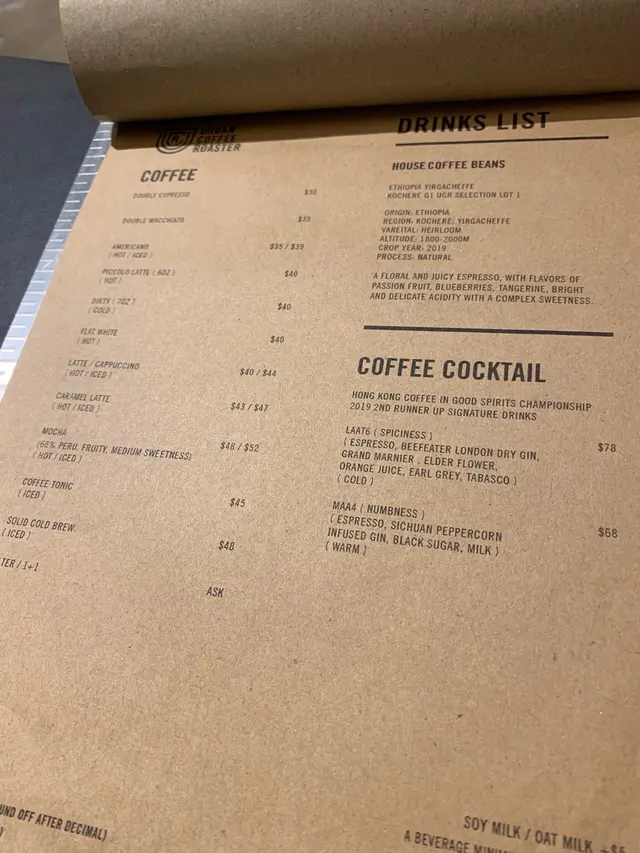 URBAN
COFFEE
ROASTER
COFFEE
DOUBLE ESPRESSO $30
DOUBLE MACCHIATO $35
AMERICANO $35 / $39
( HOT / ICED )
PICCOLO LATTE ( 6OZ ) $40
( HOT )
DIRTY ( 7OZ ) $40
( COLD )
FLAT WHITE $40
( HOT )
LATTE / CAPPUCCINO $40 / $44
( HOT / ICED )
CARAMEL LATTE $43 / $47
( HOT / ICED )
MOCHA $48 / $52
(66% PERU, FRUITY, MEDIUM SWEETNESS)
( HOT / ICED )
COFFEE TONIC $45
( ICED )
SOLID COLD BREW $48
( ICED )
TER / 1+1 ASK
DRINKS LIST
HOUSE COFFEE BEANS
ETHIOPIA YIRGACHEFFE
KOCHERE G1 UCR SELECTION LOT 1
ORIGIN: ETHIOPIA
REGION: KOCHERE, YIRGACHEFFE
VAREITAL: HEIRLOOM
ALTITUDE: 1800-2000M
CROP YEAR: 2019
PROCESS: NATURAL
A FLORAL AND JUICY ESPRESSO, WITH FLAVORS OF
PASSION FRUIT, BLUEBERRIES, TANGERINE, BRIGHT
AND DELICATE ACIDITY WITH A COMPLEX SWEETNESS.
COFFEE COCKTAIL
HONG KONG COFFEE IN GOOD SPIRITS CHAMPIONSHIP
2019 2ND RUNNER UP SIGNATURE DRINKS
LAAT6 ( SPICINESS ) $78
( ESPRESSO, BEEFEATER LONDON DRY GIN,
GRAND MARNIER , ELDER FLOWER,
ORANGE JUICE, EARL GREY, TABASCO )
( COLD )
MAA4 ( NUMBNESS ) $68
( ESPRESSO, SICHUAN PEPPERCORN
INFUSED GIN, BLACK SUGAR, MILK )
( WARM )
UND OFF AFTER DECIMAL)
)
SOY MILK / OAT MILK +$5
A BEVERAGE